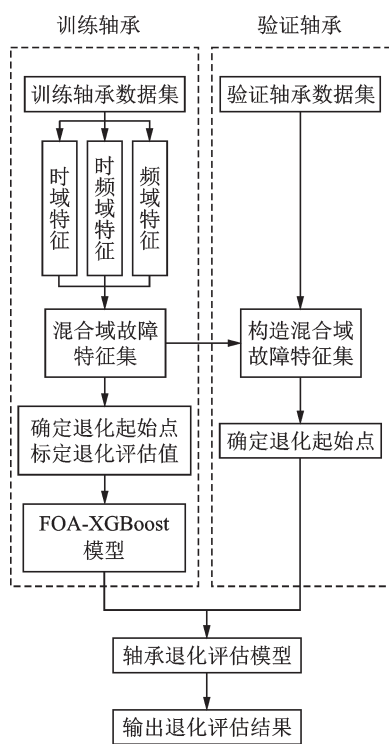 训练轴承
验证轴承
训练轴承数据集
验证轴承数据集
时域特征
时频域特征
频域特征
混合域故障
特征集
构造混合域
故障特征集
确定退化起始点
标定退化评估值
确定退化起始点
FOA-XGBoost
模型
轴承退化评估模型
输出退化评估结果